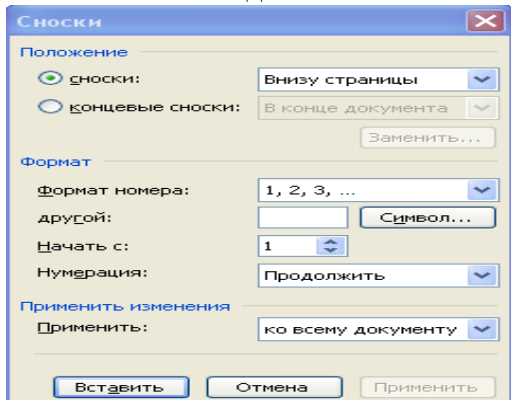 Сноски
Положение
сноски: Внизу страницы
концевые сноски: В конце документа
Заменить...
Формат
Формат номера: 1, 2, 3, ...
другой: Символ...
Начать с: 1
Нумерация: Продолжить
Применить изменения
Применить: ко всему документу
Вставить Отмена Применить